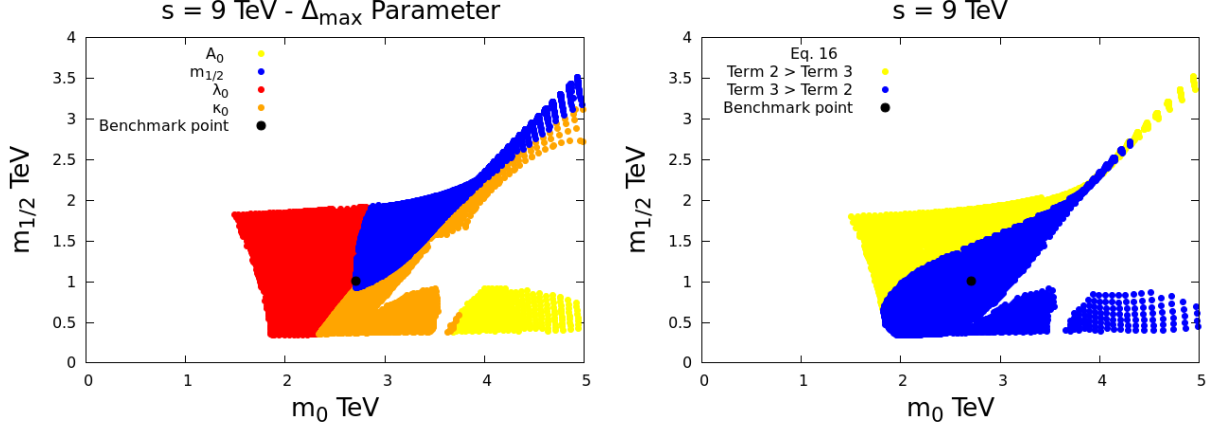 s = 9 TeV - Δmax Parameter
A0
m1/2
λ0
κ0
Benchmark point
4
3.5
3
2.5
2
1.5
1
0.5
0
0 1 2 3 4 5
m1/2 TeV
m0 TeV
s = 9 TeV
Eq. 16
Term 2 > Term 3
Term 3 > Term 2
Benchmark point
4
3.5
3
2.5
2
1.5
1
0.5
0
0 1 2 3 4 5
m1/2 TeV
m0 TeV